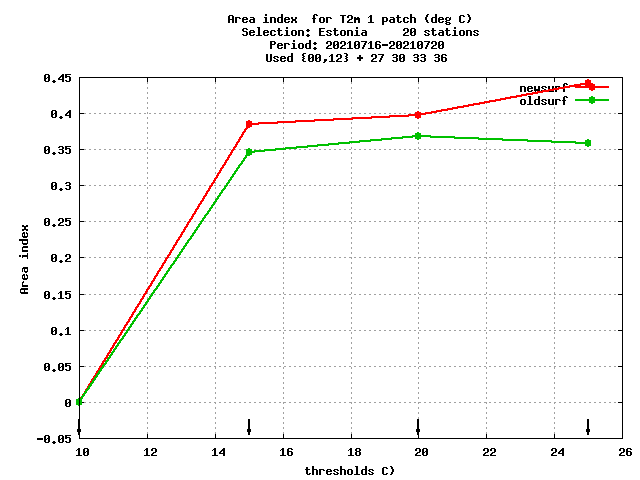 Area index  for T2m 1 patch (deg C)
Selection: Estonia     20 stations
Period: 20210716-20210720
Used {00,12} + 27 30 33 36
newsurf
oldsurf
0.45
0.4
0.35
0.3
0.25
0.2
0.15
0.1
0.05
0
-0.05
Area index
10 12 14 16 18 20 22 24 26
thresholds C)